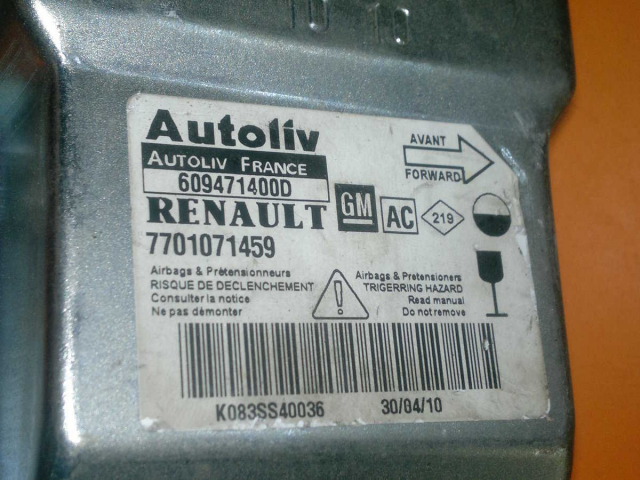 Autoliv
AUTOLIV FRANCE
609471400D
RENAULT
GM
AC
219
7701071459
AVANT
FORWARD
Airbags & Prétensionneurs
RISQUE DE DECLENCHEMENT
Consulter la notice
Ne pas démonter
Airbags & Pretensioners
TRIGERRING HAZARD
Read manual
Do not remove
K083SS40036
30/04/10